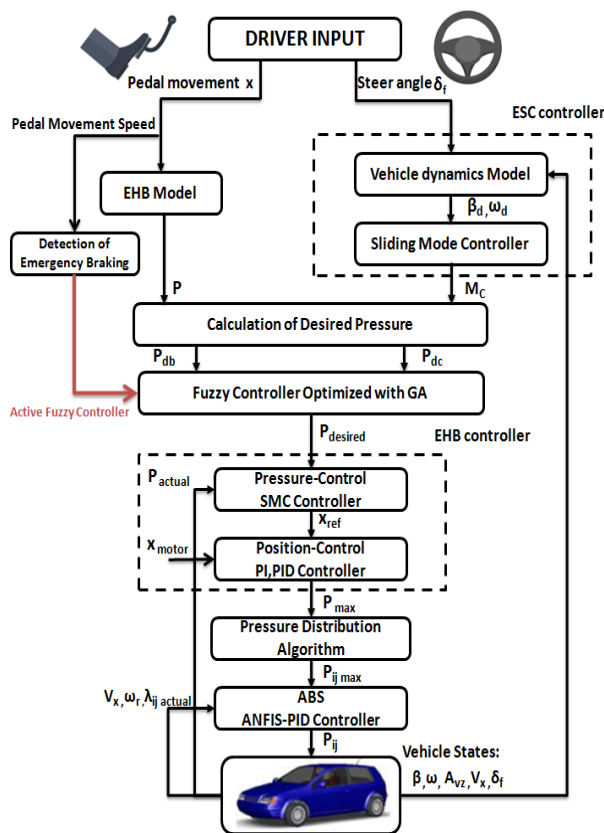 DRIVER INPUT
Pedal movement x
Steer angle δf
ESC controller
Pedal Movement Speed
Vehicle dynamics Model
EHB Model
βd,ωd
Detection of
Emergency Braking
Sliding Mode Controller
P
MC
Calculation of Desired Pressure
Pdb
Pdc
Fuzzy Controller Optimized with GA
Active Fuzzy Controller
Pdesired
EHB controller
Pactual
Pressure-Control
SMC Controller
xref
xmotor
Position-Control
PI,PID Controller
Pmax
Pressure Distribution
Algorithm
Pij max
Vx,ωr,λij actual
ABS
ANFIS-PID Controller
Pij
Vehicle States:
β,ω,Avz,Vx,δf